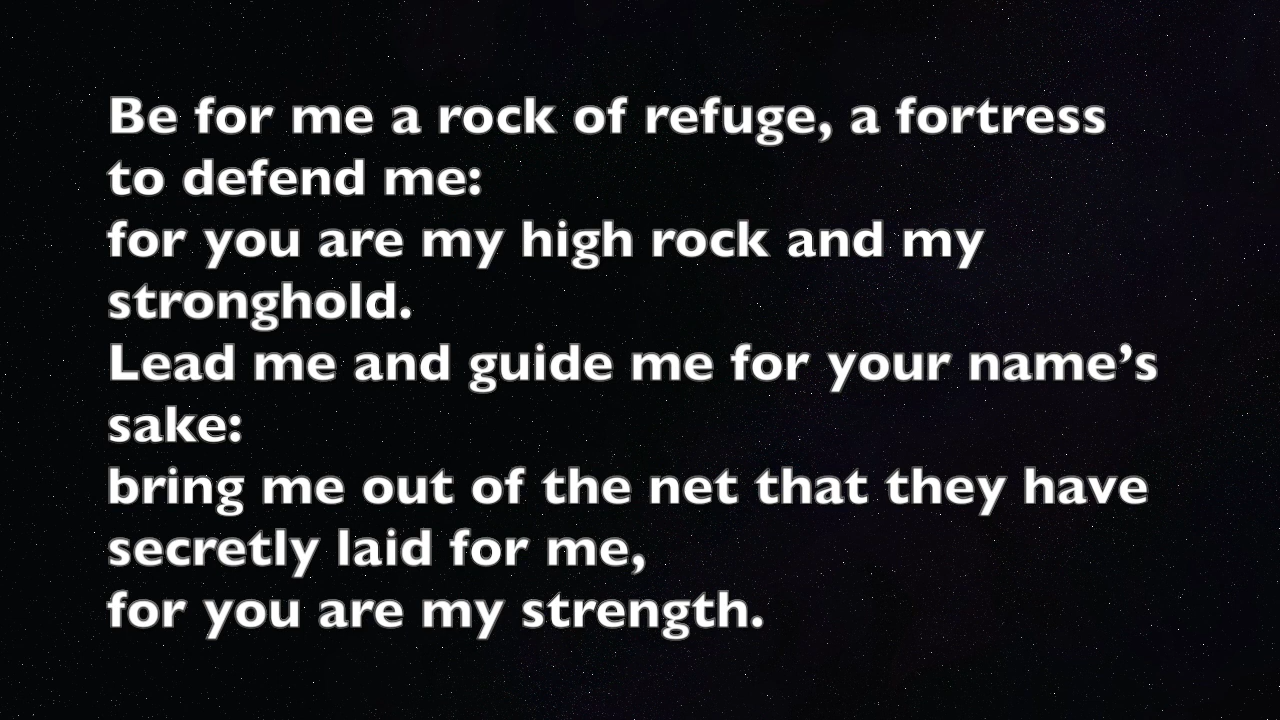 Be for me a rock of refuge, a fortress
to defend me:
for you are my high rock and my
stronghold.
Lead me and guide me for your name’s
sake:
bring me out of the net that they have
secretly laid for me,
for you are my strength.